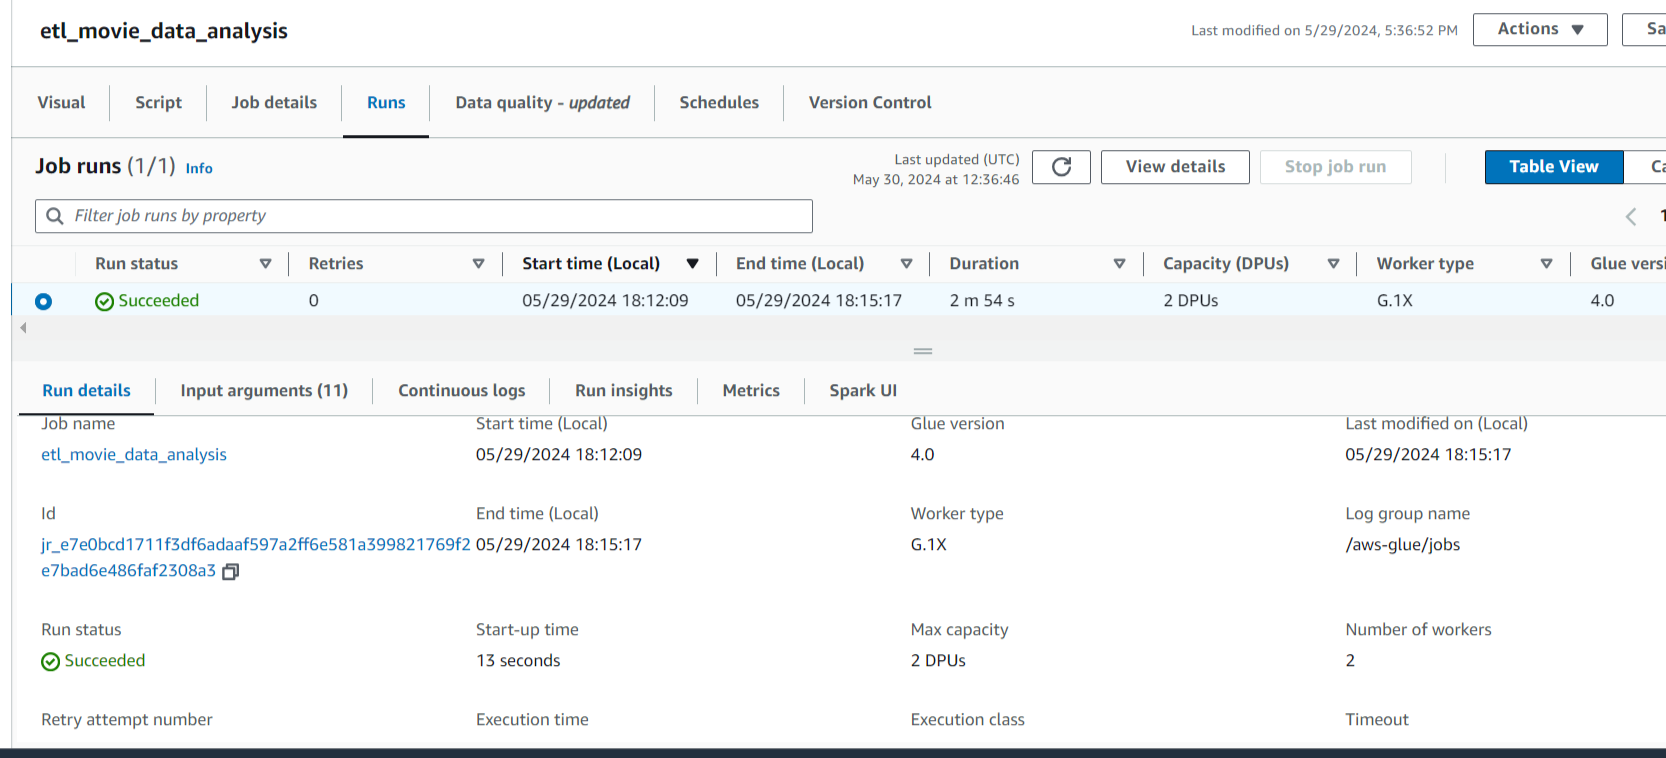 etl_movie_data_analysis
Last modified on 5/29/2024, 5:36:52 PM
Actions
Sa
Visual
Script
Job details
Runs
Data quality - updated
Schedules
Version Control
Job runs (1/1) Info
Last updated (UTC)
May 30, 2024 at 12:36:46
View details
Stop job run
Table View
Ca
Filter job runs by property
1
Run status
Retries
Start time (Local)
End time (Local)
Duration
Capacity (DPUs)
Worker type
Glue versi
Succeeded
0
05/29/2024 18:12:09
05/29/2024 18:15:17
2 m 54 s
2 DPUs
G.1X
4.0
Run details
Input arguments (11)
Continuous logs
Run insights
Metrics
Spark UI
Job name
Start time (Local)
Glue version
Last modified on (Local)
etl_movie_data_analysis
05/29/2024 18:12:09
4.0
05/29/2024 18:15:17
Id
End time (Local)
Worker type
Log group name
jr_e7e0bcd1711f3df6adaaf597a2ff6e581a399821769f2
e7bad6e486faf2308a3
05/29/2024 18:15:17
G.1X
/aws-glue/jobs
Run status
Start-up time
Max capacity
Number of workers
Succeeded
13 seconds
2 DPUs
2
Retry attempt number
Execution time
Execution class
Timeout